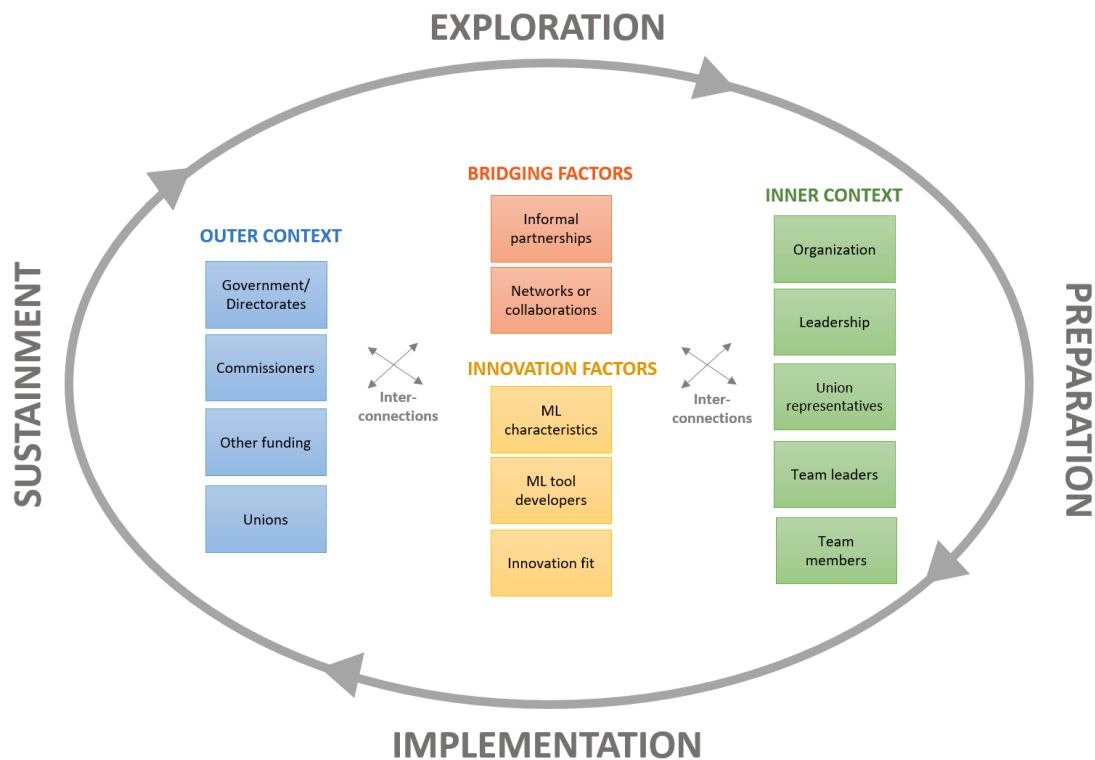 EXPLORATION
BRIDGING FACTORS
Informal
partnerships
Networks or
collaborations
INNER CONTEXT
Organization
Leadership
Union
representatives
Team leaders
Team
members
OUTER CONTEXT
Government/
Directorates
Commissioners
Other funding
Unions
Inter-
connections
INNOVATION FACTORS
ML
characteristics
ML tool
developers
Innovation fit
Inter-
connections
SUSTAINMENT
PREPARATION
IMPLEMENTATION